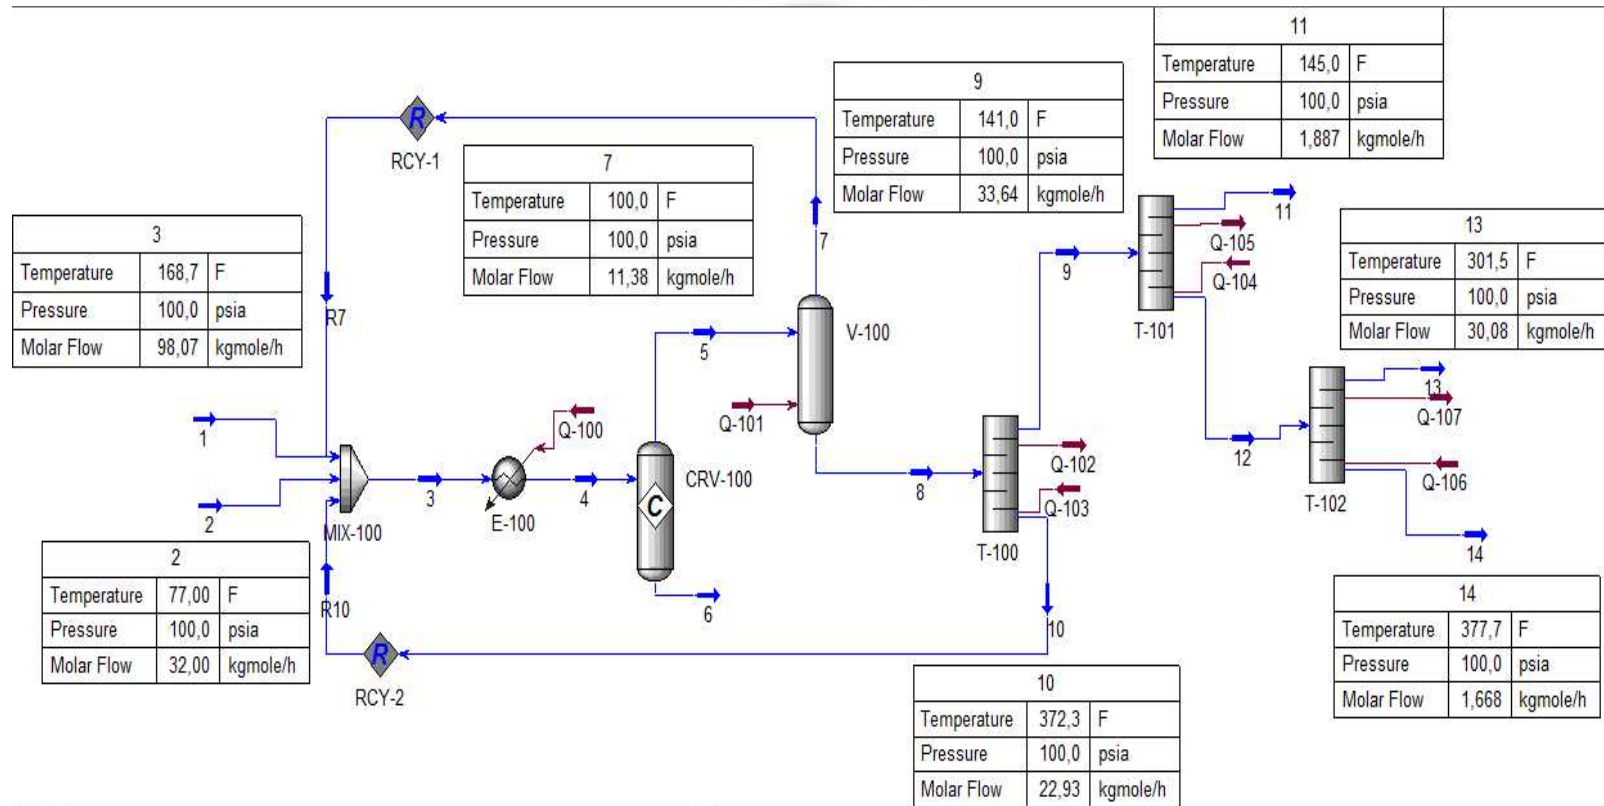 11
Temperature 145,0 F
Pressure 100,0 psia
Molar Flow 1,887 kgmole/h
9
Temperature 141,0 F
Pressure 100,0 psia
Molar Flow 33,64 kgmole/h
R
RCY-1
7
Temperature 100,0 F
Pressure 100,0 psia
Molar Flow 11,38 kgmole/h
3
Temperature 168,7 F
Pressure 100,0 psia
Molar Flow 98,07 kgmole/h
13
Temperature 301,5 F
Pressure 100,0 psia
Molar Flow 30,08 kgmole/h
11
Q-105
Q-104
T-101
9
7
R7
5
V-100
Q-101
1
2
MIX-100
3
Q-100
E-100
4
CRV-100
C
6
8
Q-102
Q-103
T-100
10
12
13
Q-107
Q-106
T-102
14
R10
R
RCY-2
2
Temperature 77,00 F
Pressure 100,0 psia
Molar Flow 32,00 kgmole/h
10
Temperature 372,3 F
Pressure 100,0 psia
Molar Flow 22,93 kgmole/h
14
Temperature 377,7 F
Pressure 100,0 psia
Molar Flow 1,668 kgmole/h